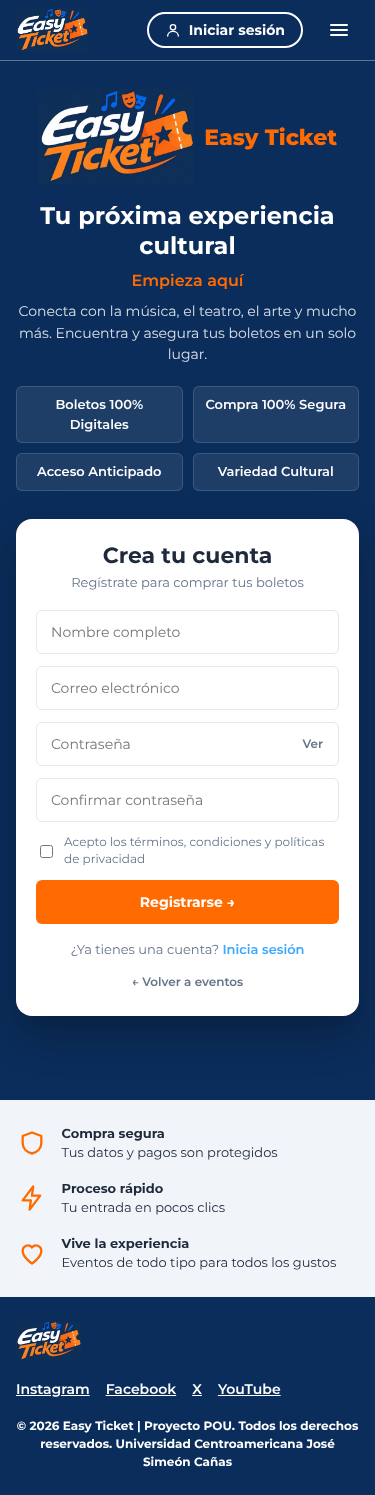 Easy
Ticket
Iniciar sesión
Easy
Ticket
Easy Ticket
Tu próxima experiencia
cultural
Empieza aquí
Conecta con la música, el teatro, el arte y mucho
más. Encuentra y asegura tus boletos en un solo
lugar.
Boletos 100%
Digitales
Compra 100% Segura
Acceso Anticipado
Variedad Cultural
Crea tu cuenta
Regístrate para comprar tus boletos
Nombre completo
Correo electrónico
Contraseña
Ver
Confirmar contraseña
Acepto los términos, condiciones y políticas
de privacidad
Registrarse →
¿Ya tienes una cuenta? Inicia sesión
← Volver a eventos
Compra segura
Tus datos y pagos son protegidos
Proceso rápido
Tu entrada en pocos clics
Vive la experiencia
Eventos de todo tipo para todos los gustos
Easy
Ticket
Instagram Facebook X YouTube
© 2026 Easy Ticket | Proyecto POU. Todos los derechos
reservados. Universidad Centroamericana José
Simeón Cañas